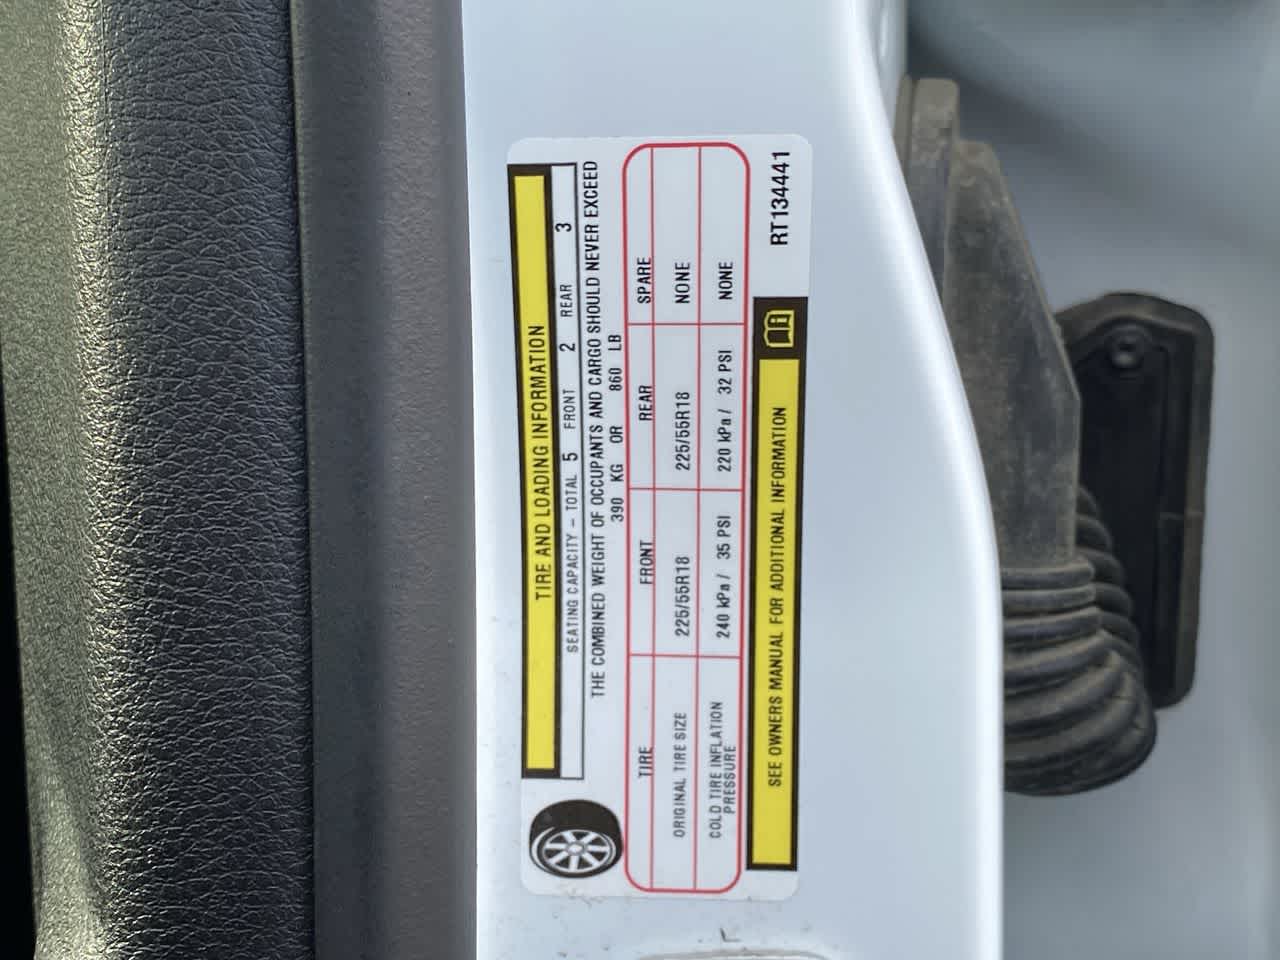 TIRE AND LOADING INFORMATION
SEATING CAPACITY – TOTAL 5 FRONT 2 REAR 3
THE COMBINED WEIGHT OF OCCUPANTS AND CARGO SHOULD NEVER EXCEED
390 KG OR 860 LB
TIRE FRONT REAR SPARE
ORIGINAL TIRE SIZE 225/55R18 225/55R18 NONE
COLD TIRE INFLATION PRESSURE 240 kPa / 35 PSI 220 kPa / 32 PSI NONE
SEE OWNERS MANUAL FOR ADDITIONAL INFORMATION
RT134441